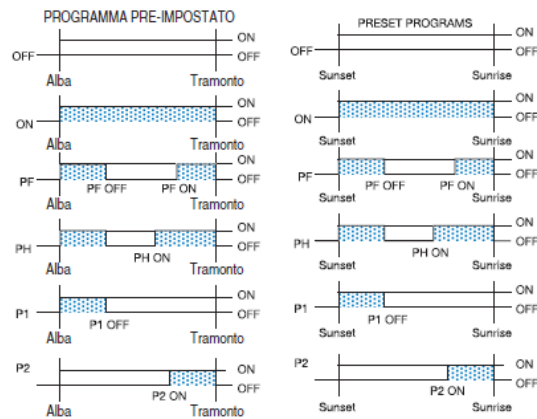 PROGRAMMA PRE-IMPOSTATO
ON
OFF
OFF
Alba
Tramonto
ON
ON
OFF
Alba
Tramonto
PF
ON
OFF
PF OFF
PF ON
Alba
Tramonto
PH
ON
OFF
PH ON
Alba
Tramonto
P1
ON
OFF
P1 OFF
Alba
Tramonto
P2
ON
OFF
P2 ON
Alba
Tramonto
PRESET PROGRAMS
ON
OFF
OFF
Sunset
Sunrise
ON
ON
OFF
Sunset
Sunrise
PF
ON
OFF
PF OFF
PF ON
Sunset
Sunrise
PH
ON
OFF
PH ON
Sunset
Sunrise
P1
ON
OFF
P1 OFF
Sunset
Sunrise
P2
ON
OFF
P2 ON
Sunset
Sunrise